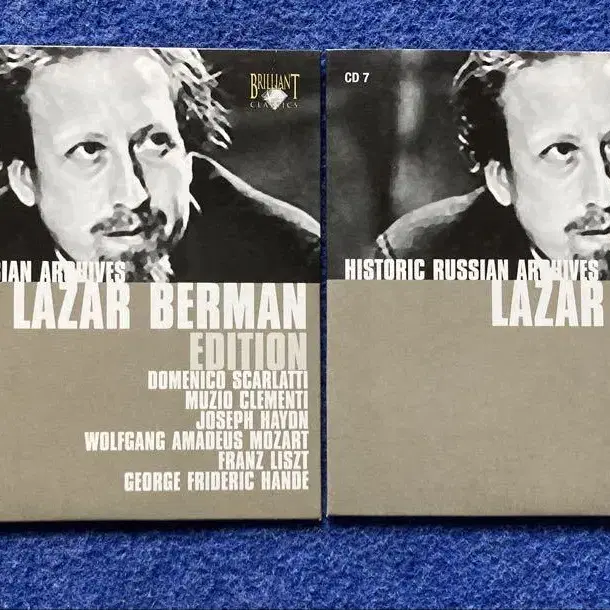 BRILLIANT
CLASSICS
SIAN ARCHIVES
LAZAR BERMAN
EDITION
DOMENICO SCARLATTI
MUZIO CLEMENTI
JOSEPH HAYDN
WOLFGANG AMADEUS MOZART
FRANZ LISZT
GEORGE FRIDERIC HANDE
CD 7
HISTORIC RUSSIAN ARCHIVES
LAZAR